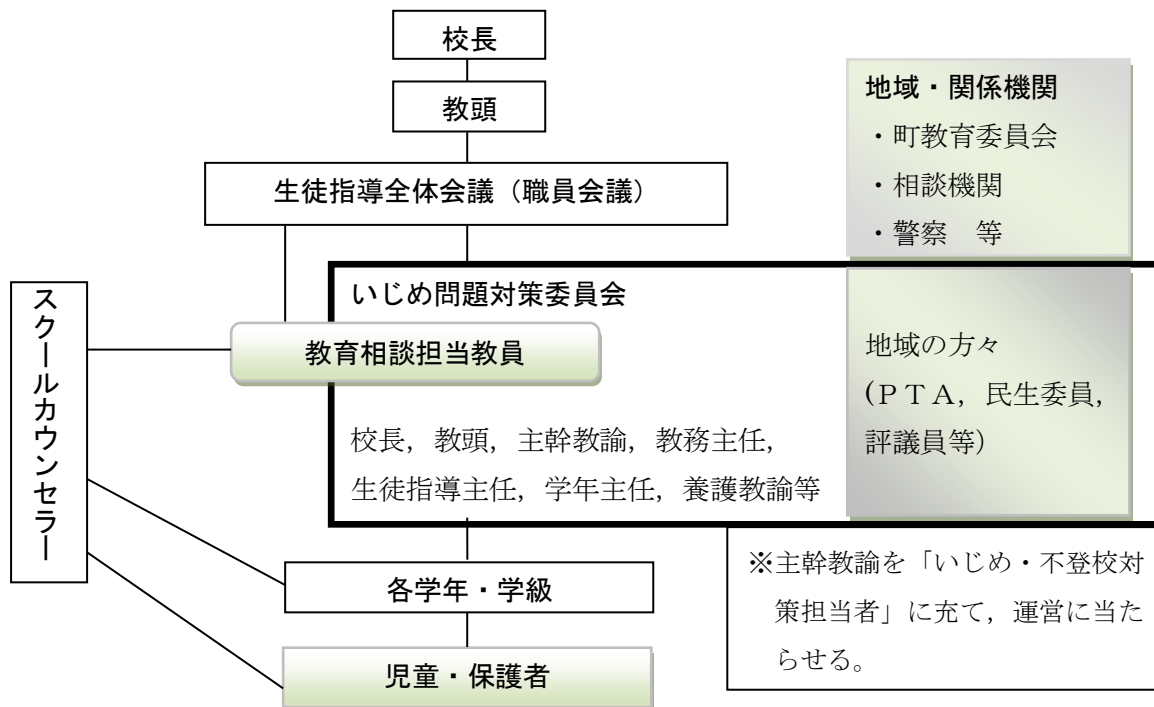 校長
教頭
生徒指導全体会議（職員会議）
地域・関係機関
・町教育委員会
・相談機関
・警察　等
スクールカウンセラー
いじめ問題対策委員会
教育相談担当教員
校長，教頭，主幹教諭，教務主任，
生徒指導主任，学年主任，養護教諭等
地域の方々
(ＰＴＡ，民生委員，
評議員等）
各学年・学級
児童・保護者
※主幹教諭を「いじめ・不登校対
策担当者」に充て，運営に当た
らせる。